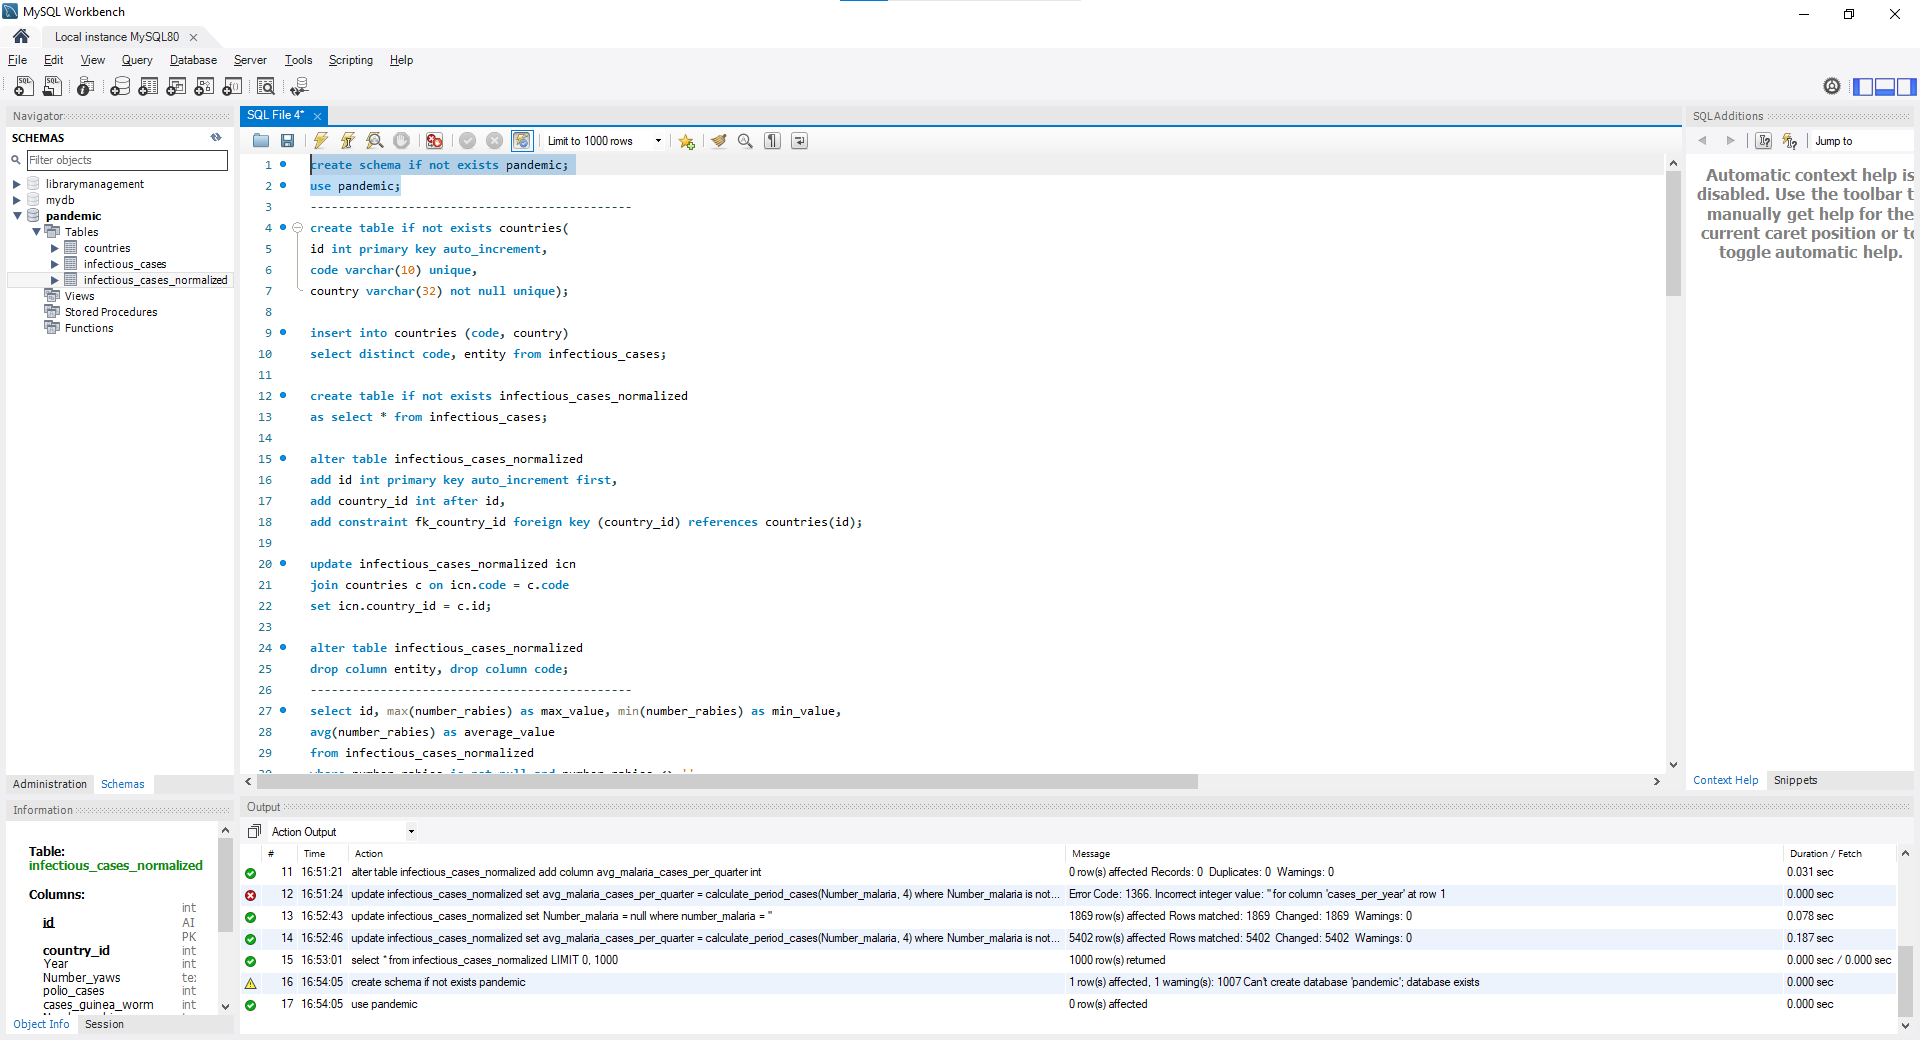 MySQL Workbench
Local instance MySQL80
File Edit View Query Database Server Tools Scripting Help
Navigator
SCHEMAS
Filter objects
librarymanagement
mydb
pandemic
Tables
countries
infectious_cases
infectious_cases_normalized
Views
Stored Procedures
Functions
Administration Schemas
Information
Table:
infectious_cases_normalized
Columns:
int
id AI
PK
country_id int
Year int
Number_yaws te:
polio_cases int
cases_guinea_worm int
Object Info Session
SQL File 4*
Limit to 1000 rows
1 create schema if not exists pandemic;
2 use pandemic;
3 ----------------------------------------------
4 create table if not exists countries(
5 id int primary key auto_increment,
6 code varchar(10) unique,
7 country varchar(32) not null unique);
8
9 insert into countries (code, country)
10 select distinct code, entity from infectious_cases;
11
12 create table if not exists infectious_cases_normalized
13 as select * from infectious_cases;
14
15 alter table infectious_cases_normalized
16 add id int primary key auto_increment first,
17 add country_id int after id,
18 add constraint fk_country_id foreign key (country_id) references countries(id);
19
20 update infectious_cases_normalized icn
21 join countries c on icn.code = c.code
22 set icn.country_id = c.id;
23
24 alter table infectious_cases_normalized
25 drop column entity, drop column code;
26 ----------------------------------------------
27 select id, max(number_rabies) as max_value, min(number_rabies) as min_value,
28 avg(number_rabies) as average_value
29 from infectious_cases_normalized
30 where number_rabies is not null and number_rabies <> ''
SQLAdditions
Jump to
Automatic context help is
disabled. Use the toolbar t
manually get help for the
current caret position or to
toggle automatic help.
Context Help Snippets
Output
Action Output
# Time Action Message Duration / Fetch
11 16:51:21 alter table infectious_cases_normalized add column avg_malaria_cases_per_quarter int 0 row(s) affected Records: 0 Duplicates: 0 Warnings: 0 0.031 sec
12 16:51:24 update infectious_cases_normalized set avg_malaria_cases_per_quarter = calculate_period_cases(Number_malaria, 4) where Number_malaria is not... Error Code: 1366. Incorrect integer value: '' for column 'cases_per_year' at row 1 0.000 sec
13 16:52:43 update infectious_cases_normalized set Number_malaria = null where number_malaria = '' 1869 row(s) affected Rows matched: 1869 Changed: 1869 Warnings: 0 0.078 sec
14 16:52:46 update infectious_cases_normalized set avg_malaria_cases_per_quarter = calculate_period_cases(Number_malaria, 4) where Number_malaria is not... 5402 row(s) affected Rows matched: 5402 Changed: 5402 Warnings: 0 0.187 sec
15 16:53:01 select * from infectious_cases_normalized LIMIT 0, 1000 1000 row(s) returned 0.000 sec / 0.000 sec
16 16:54:05 create schema if not exists pandemic 1 row(s) affected, 1 warning(s): 1007 Can't create database 'pandemic'; database exists 0.000 sec
17 16:54:05 use pandemic 0 row(s) affected 0.000 sec